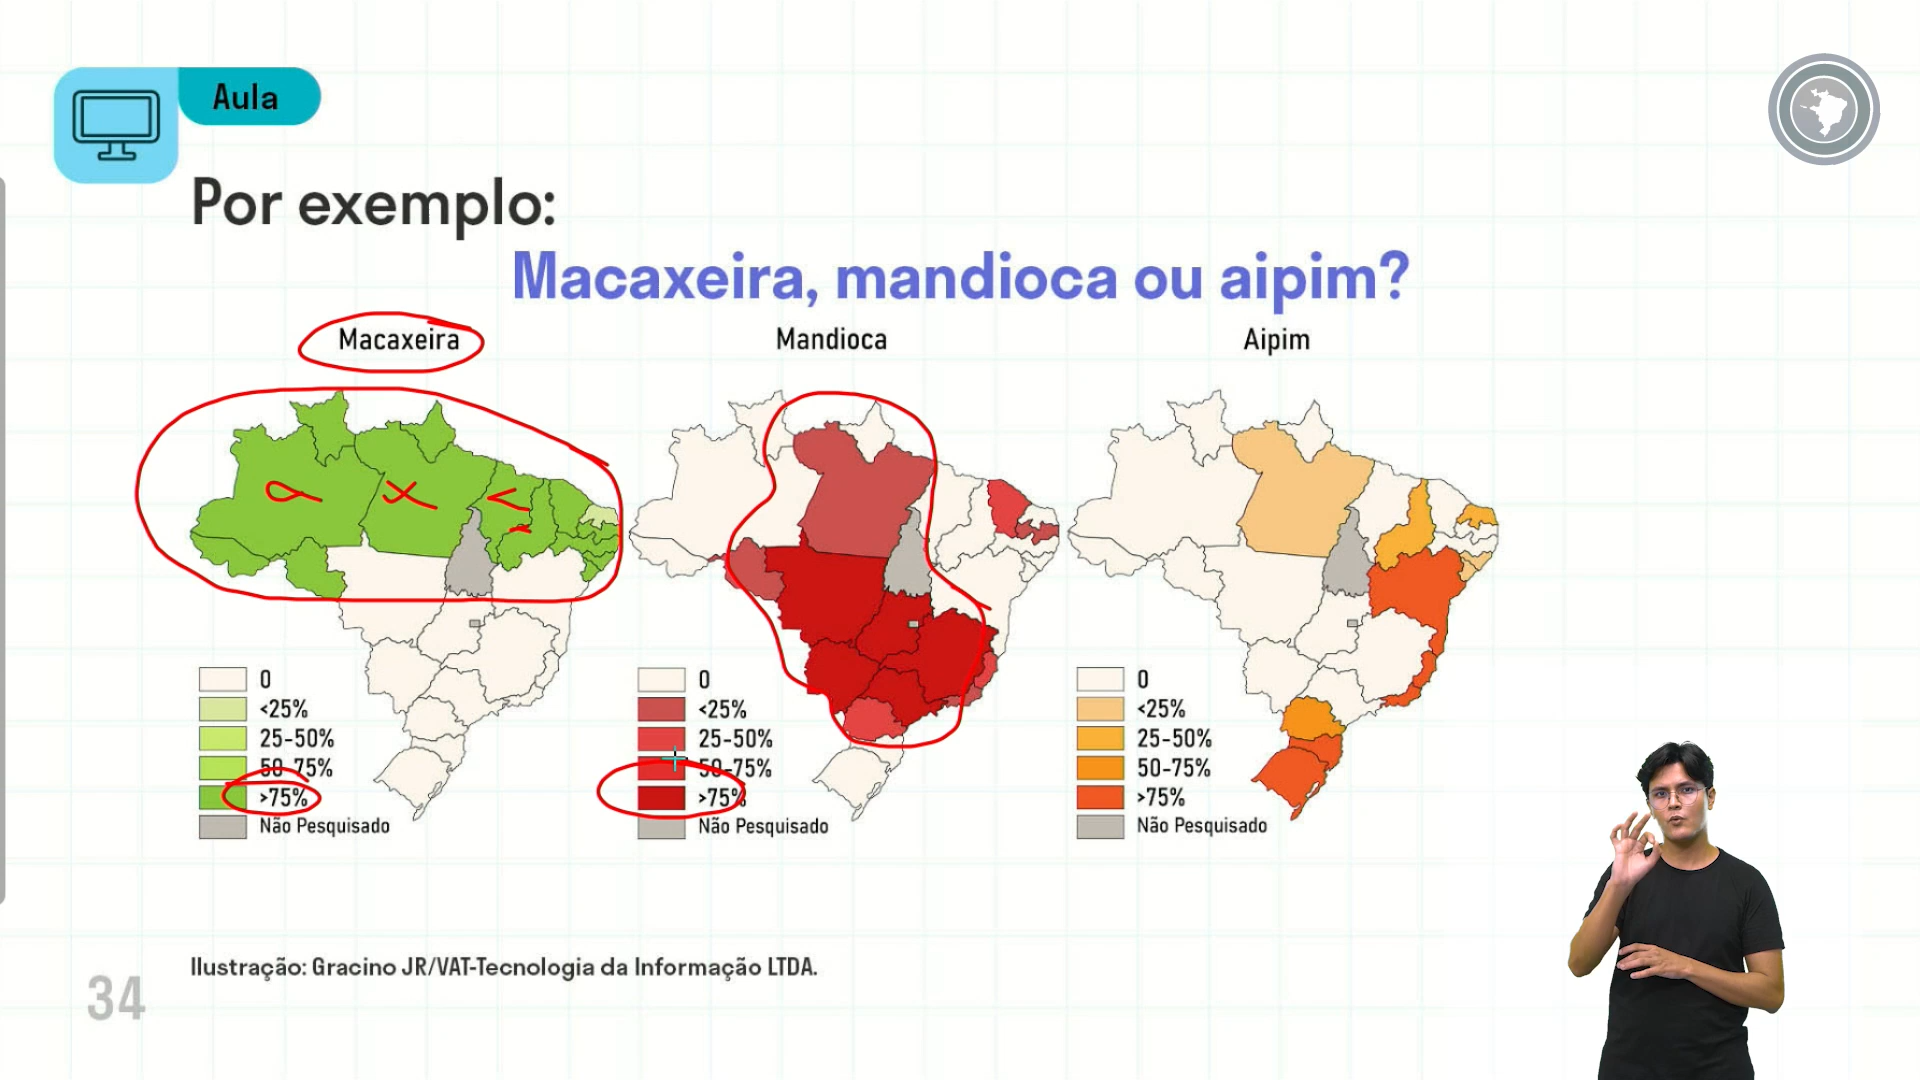 Aula
Por exemplo:
Macaxeira, mandioca ou aipim?
Macaxeira
Mandioca
Aipim
0
<25%
25-50%
50-75%
>75%
Não Pesquisado
0
<25%
25-50%
50-75%
>75%
Não Pesquisado
0
<25%
25-50%
50-75%
>75%
Não Pesquisado
Ilustração: Gracino JR/VAT-Tecnologia da Informação LTDA.
34